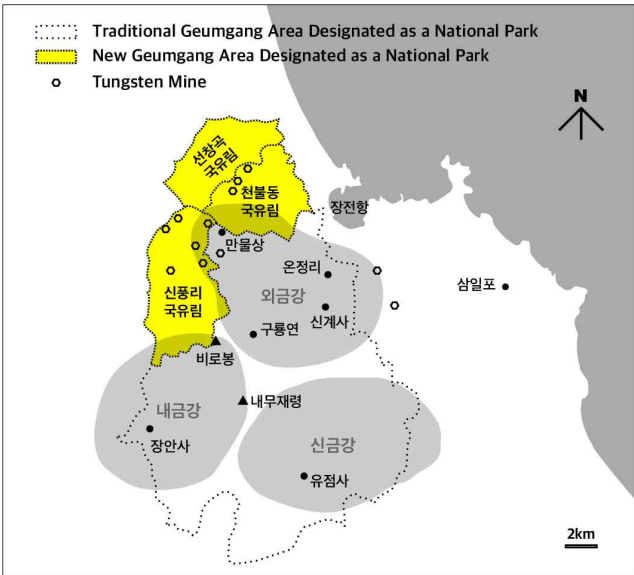 Traditional Geumgang Area Designated as a National Park
New Geumgang Area Designated as a National Park
Tungsten Mine
N
선창곡
국유림
천불동
국유림
장전항
만물상
온정리
삼일포
신풍리
국유림
외금강
신계사
구룡연
비로봉
내금강
내무재령
장안사
신금강
유점사
2km